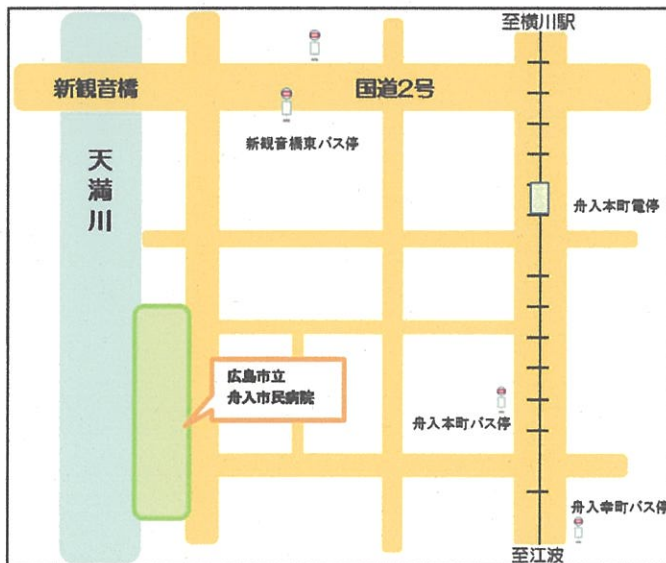 至横川駅
新観音橋
国道2号
新観音橋東バス停
天満川
舟入本町電停
広島市立
舟入市民病院
舟入本町バス停
舟入幸町バス停
至江波